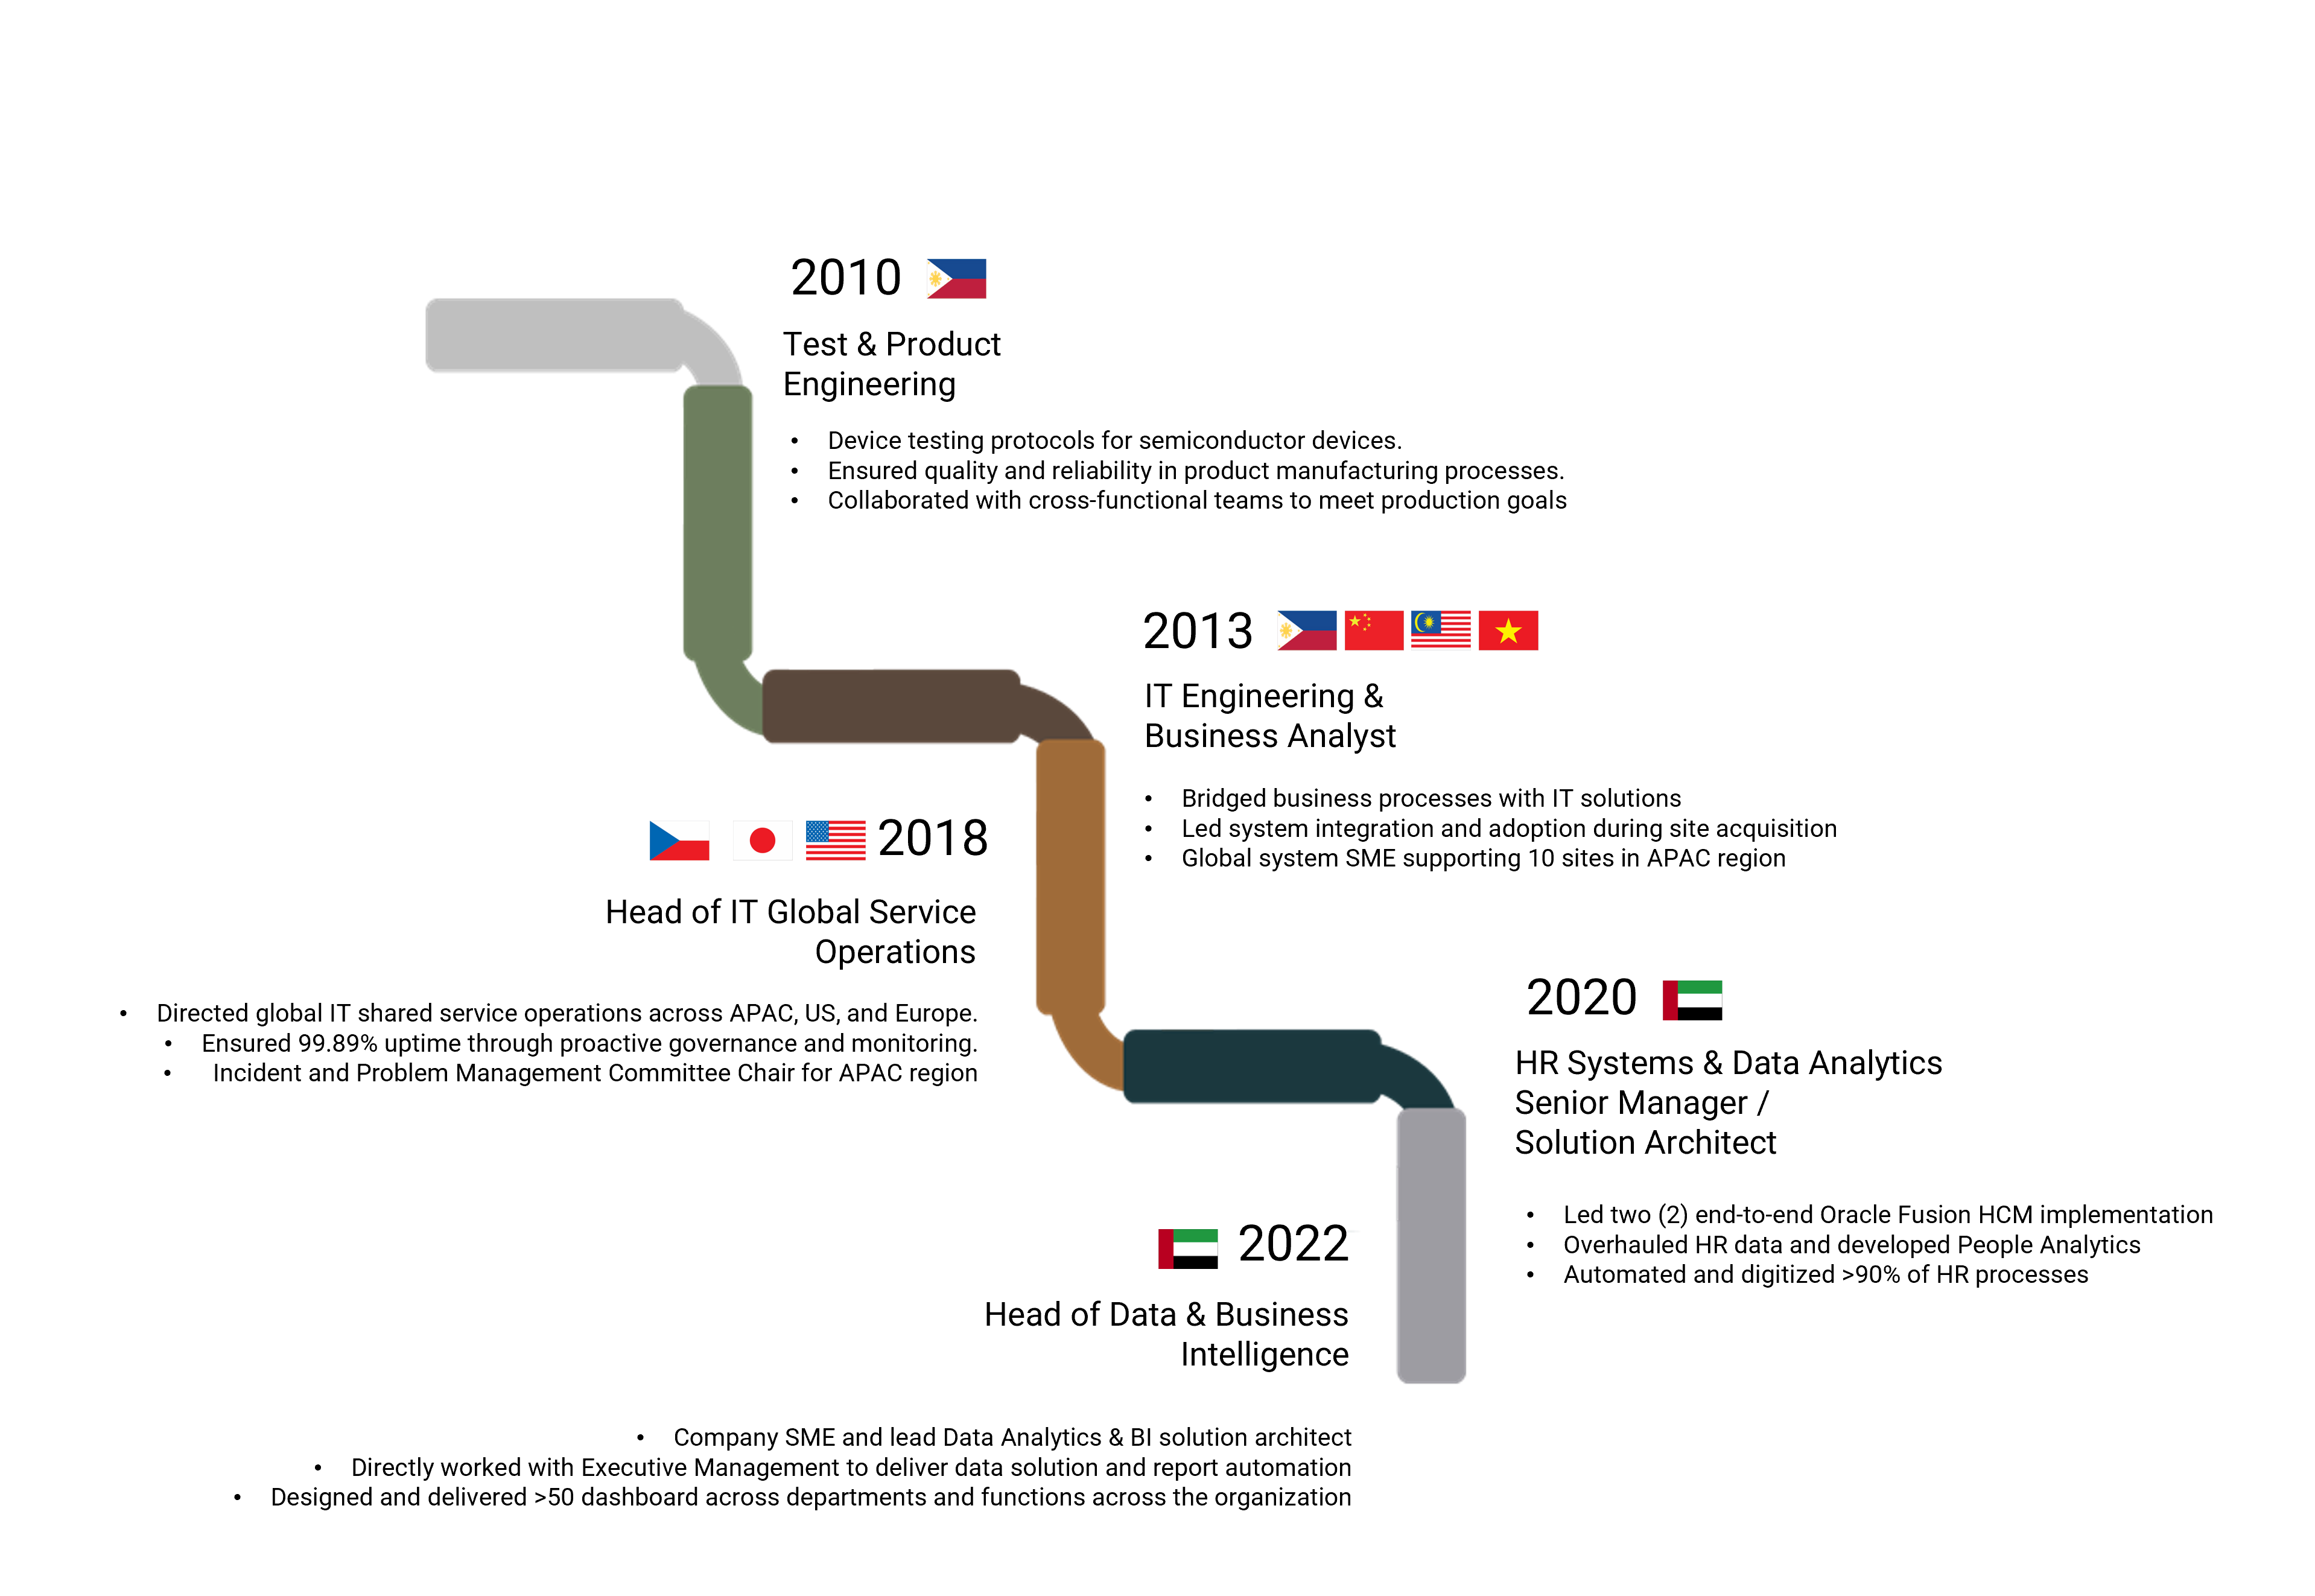 2010
Test & Product
Engineering
• Device testing protocols for semiconductor devices.
• Ensured quality and reliability in product manufacturing processes.
• Collaborated with cross-functional teams to meet production goals
2013
IT Engineering &
Business Analyst
• Bridged business processes with IT solutions
• Led system integration and adoption during site acquisition
• Global system SME supporting 10 sites in APAC region
2018
Head of IT Global Service
Operations
• Directed global IT shared service operations across APAC, US, and Europe.
• Ensured 99.89% uptime through proactive governance and monitoring.
• Incident and Problem Management Committee Chair for APAC region
2020
HR Systems & Data Analytics
Senior Manager /
Solution Architect
• Led two (2) end-to-end Oracle Fusion HCM implementation
• Overhauled HR data and developed People Analytics
• Automated and digitized >90% of HR processes
2022
Head of Data & Business
Intelligence
• Company SME and lead Data Analytics & BI solution architect
• Directly worked with Executive Management to deliver data solution and report automation
• Designed and delivered >50 dashboard across departments and functions across the organization